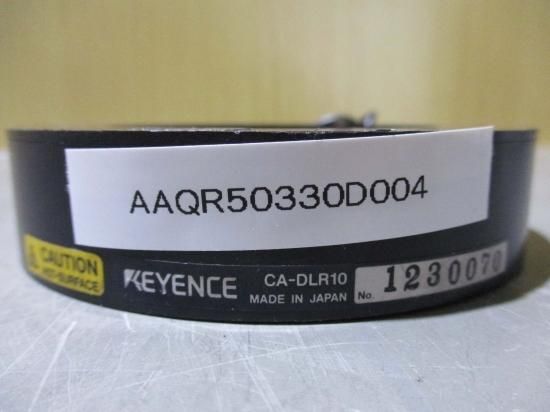 AAQR50330D004
CAUTION
HOT-SURFACE
KEYENCE
CA-DLR10
MADE IN JAPAN
No. 1230070